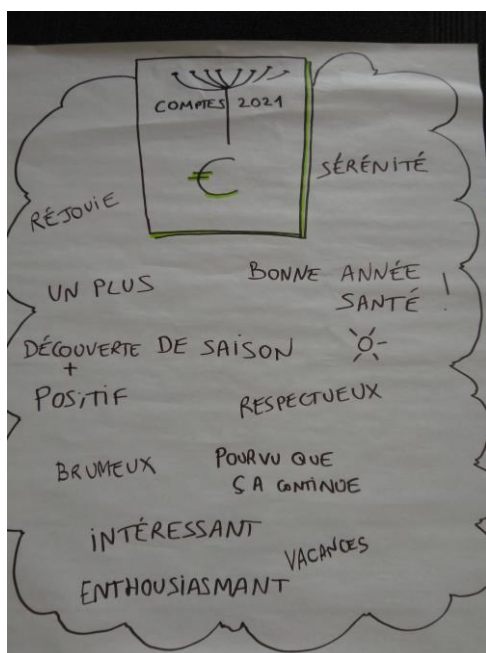 COMPTES 2021
€
SÉRÉNITÉ
RÉJOUIE
UN PLUS
BONNE ANNÉE
SANTÉ !
DÉCOUVERTE DE SAISON
+
POSITIF
RESPECTUEUX
BRUMEUX
POURVU QUE
ÇA CONTINUE
INTÉRESSANT
VACANCES
ENTHOUSIASMANT